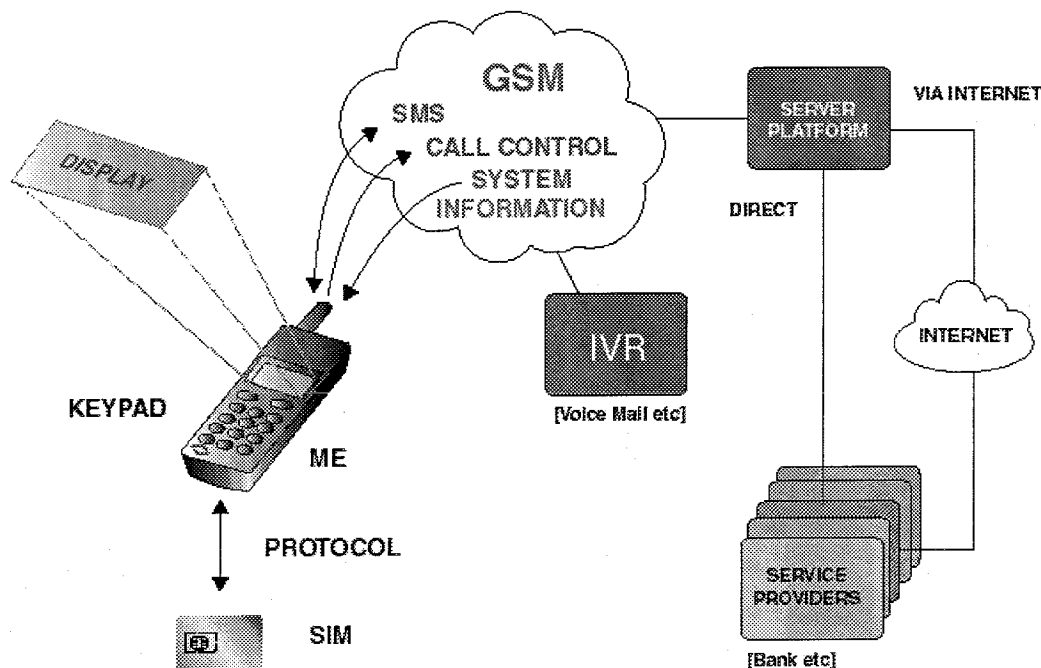 GSM
SMS
CALL CONTROL
SYSTEM
INFORMATION
DISPLAY
SERVER
PLATFORM
VIA INTERNET
DIRECT
INTERNET
IVR
[Voice Mail etc]
KEYPAD
ME
PROTOCOL
SIM
SERVICE
PROVIDERS
[Bank etc]